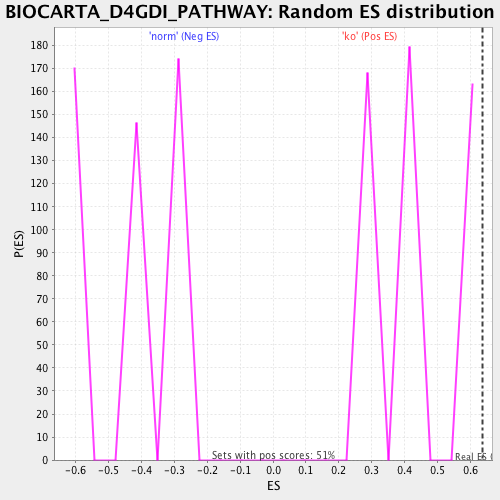 BIOCARTA_D4GDI_PATHWAY: Random ES distribution
'norm' (Neg ES)
'ko' (Pos ES)
180
170
160
150
140
130
120
110
100
90
80
70
60
50
40
30
20
10
0
P(ES)
Sets with pos scores: 51%
Real ES (
-0.6 -0.5 -0.4 -0.3 -0.2 -0.1 0.0 0.1 0.2 0.3 0.4 0.5 0.6
ES